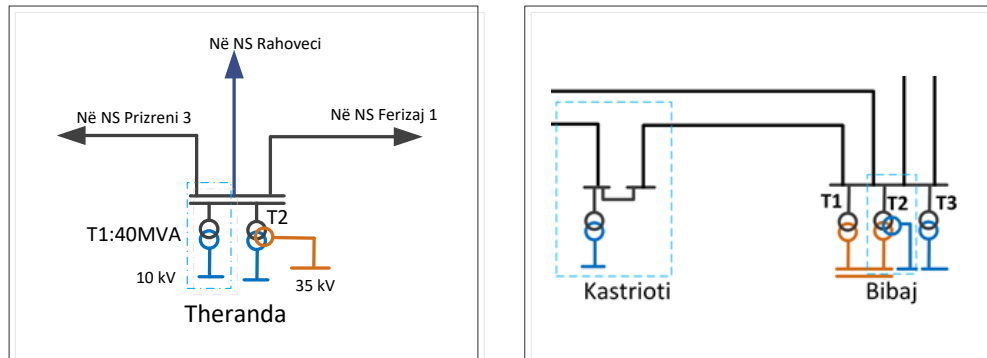 Në NS Rahoveci
Në NS Prizreni 3
Në NS Ferizaj 1
T2
T1:40MVA
10 kV
35 kV
Theranda
T1
T2
T3
Kastrioti
Bibaj